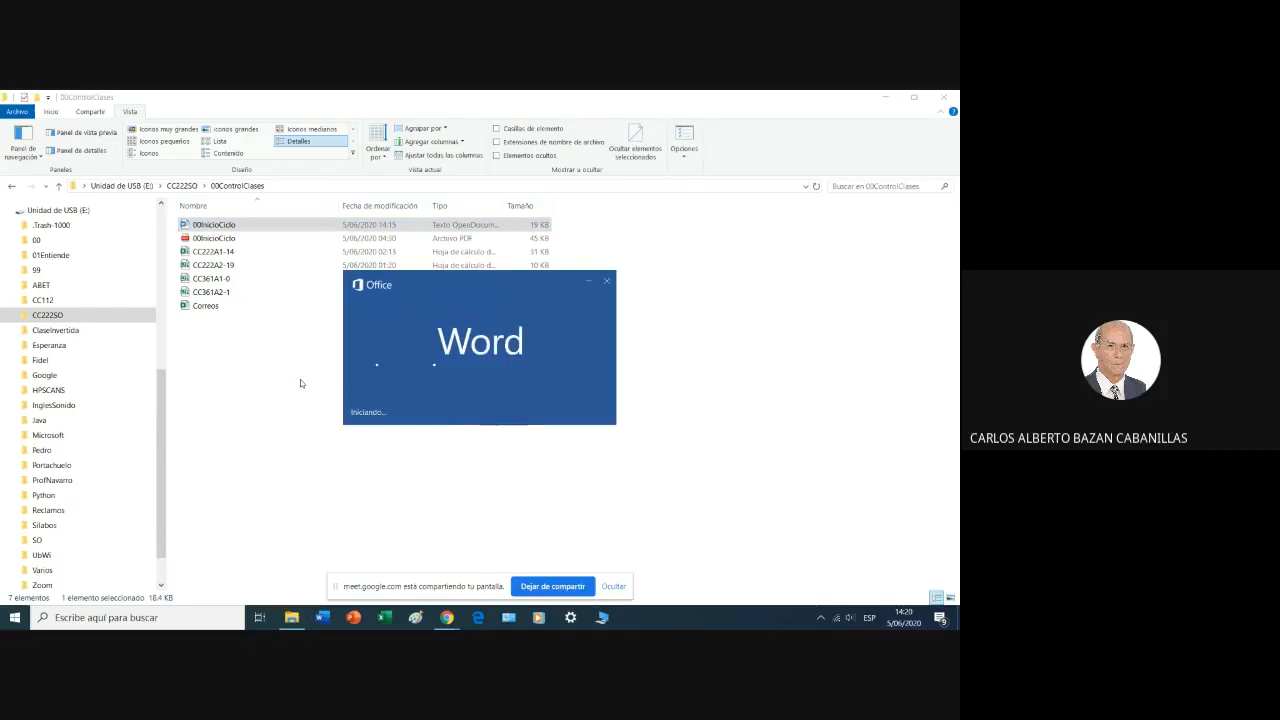 00ControlClases
Archivo Inicio Compartir Vista
Panel de navegación
Panel de vista previa
Panel de detalles
Paneles
Iconos muy grandes Iconos grandes Iconos medianos
Iconos pequeños Lista Detalles
Iconos Contenido
Diseño
Ordenar por
Agrupar por
Agregar columnas
Ajustar todas las columnas
Vista actual
Casillas de elemento
Extensiones de nombre de archivo
Elementos ocultos
Ocultar elementos seleccionados
Mostrar u ocultar
Opciones
Unidad de USB (E:) > CC222SO > 00ControlClases
Buscar en 00ControlClases
Unidad de USB (E:)
.Trash-1000
00
01Entiende
99
ABET
CC112
CC222SO
ClaseInvertida
Esperanza
Fidel
Google
HPSCANS
InglesSonido
Java
Microsoft
Pedro
Portachuelo
ProfNavarro
Python
Reclamos
Silabos
SO
UbWi
Varios
Zoom
Nombre Fecha de modificación Tipo Tamaño
00InicioCiclo 5/06/2020 14:15 Texto OpenDocum... 19 KB
00InicioCiclo 5/06/2020 04:30 Archivo PDF 45 KB
CC222A1-14 5/06/2020 02:13 Hoja de cálculo d... 31 KB
CC222A2-19 5/06/2020 01:20 Hoja de cálculo d... 10 KB
CC361A1-0
CC361A2-1
Correos
Office
Word
Iniciando...
meet.google.com está compartiendo tu pantalla. Dejar de compartir Ocultar
7 elementos 1 elemento seleccionado 18.4 KB
Escribe aquí para buscar
ESP
14:20
5/06/2020
CARLOS ALBERTO BAZAN CABANILLAS